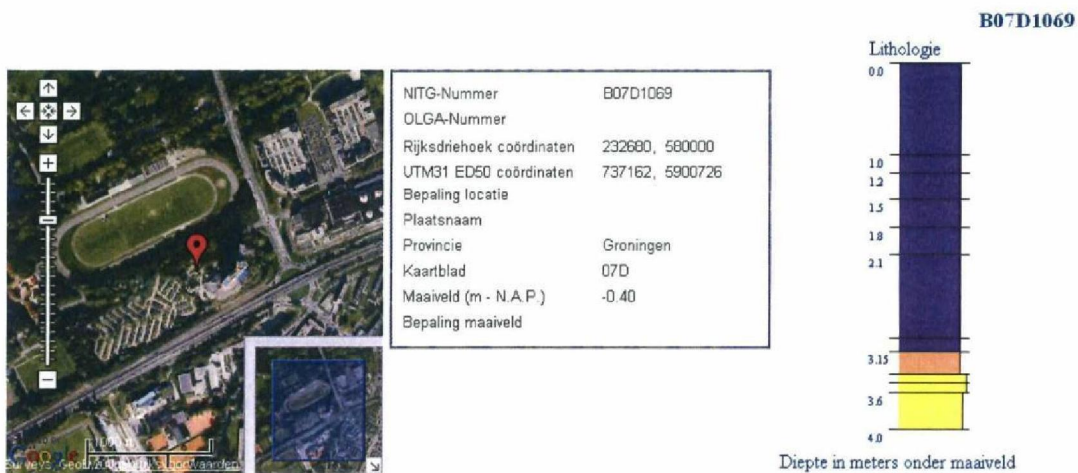 B07D1069
Lithologie
NITG-Nummer B07D1069
OLGA-Nummer
Rijksdriehoek coördinaten 232680, 580000
UTM31 ED50 coördinaten 737162, 5900726
Bepaling locatie
Plaatsnaam
Provincie Groningen
Kaartblad 07D
Maaiveld (m - N.A.P.) -0.40
Bepaling maaiveld
0.0
1.0
1.2
1.5
1.8
2.1
3.15
3.6
4.0
Diepte in meters onder maaiveld
1000 ft
Google